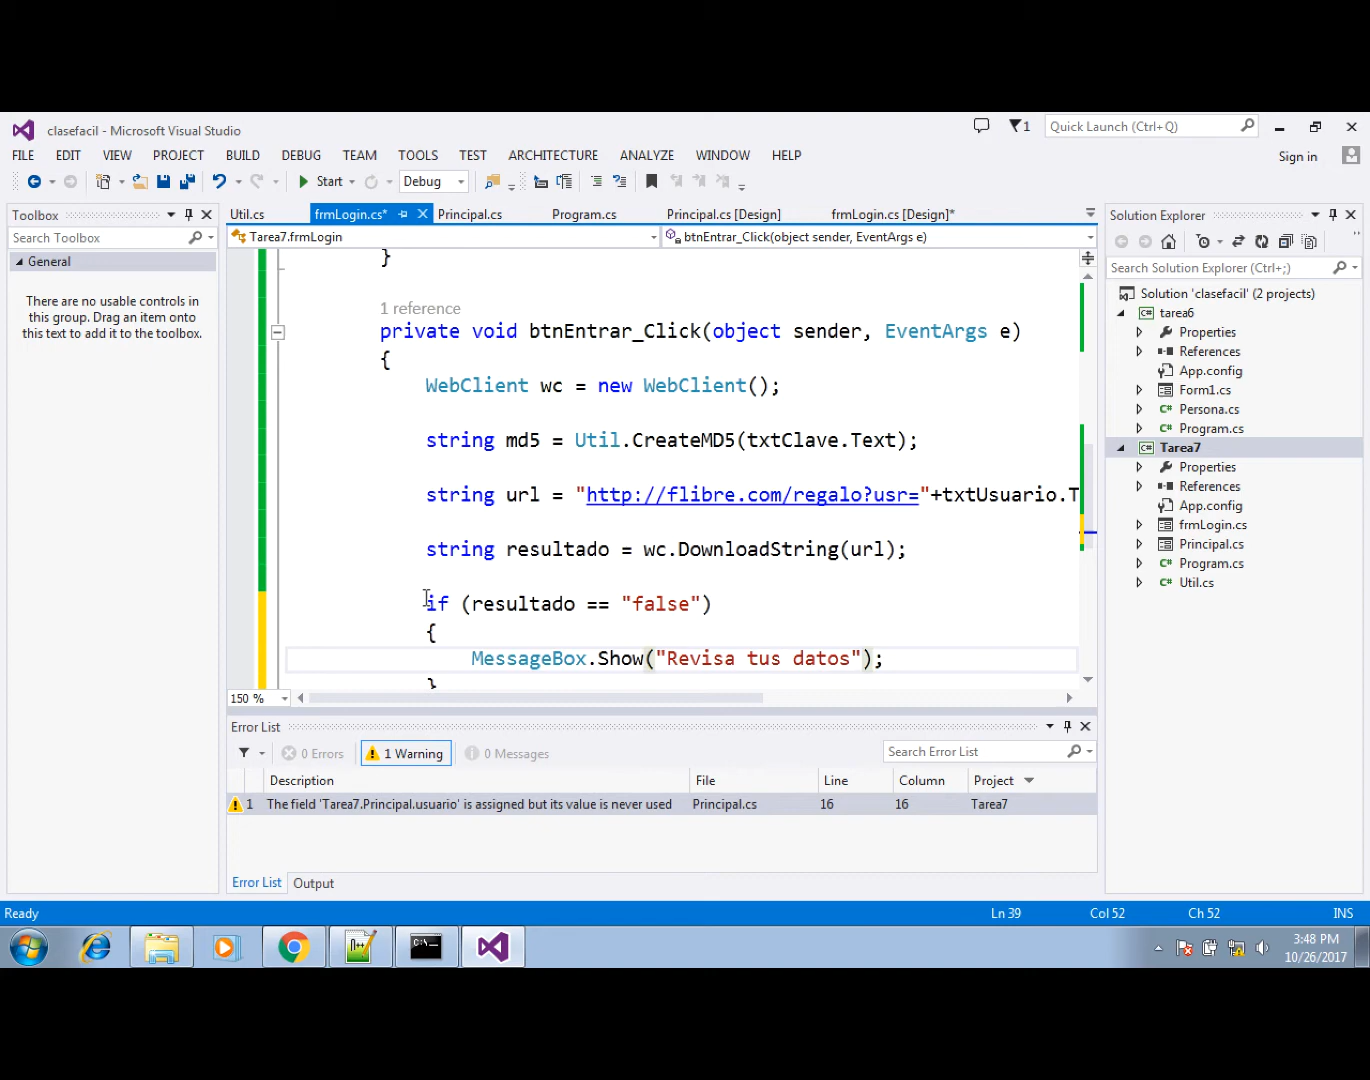 clasefacil - Microsoft Visual Studio
1
Quick Launch (Ctrl+Q)
FILE EDIT VIEW PROJECT BUILD DEBUG TEAM TOOLS TEST ARCHITECTURE ANALYZE WINDOW HELP
Sign in
Start Debug
Toolbox
Search Toolbox
General
There are no usable controls in
this group. Drag an item onto
this text to add it to the toolbox.
Util.cs frmLogin.cs* Principal.cs Program.cs Principal.cs [Design] frmLogin.cs [Design]*
Tarea7.frmLogin btnEntrar_Click(object sender, EventArgs e)
}
1 reference
private void btnEntrar_Click(object sender, EventArgs e)
{
WebClient wc = new WebClient();
string md5 = Util.CreateMD5(txtClave.Text);
string url = "http://flibre.com/regalo?usr="+txtUsuario.T
string resultado = wc.DownloadString(url);
if (resultado == "false")
{
MessageBox.Show("Revisa tus datos");
}
150 %
Error List
0 Errors 1 Warning 0 Messages
Search Error List
Description File Line Column Project
1 The field 'Tarea7.Principal.usuario' is assigned but its value is never used Principal.cs 16 16 Tarea7
Error List Output
Solution Explorer
Search Solution Explorer (Ctrl+;)
Solution 'clasefacil' (2 projects)
tarea6
Properties
References
App.config
Form1.cs
C# Persona.cs
C# Program.cs
C# Tarea7
Properties
References
App.config
frmLogin.cs
Principal.cs
C# Program.cs
C# Util.cs
Ready
Ln 39 Col 52 Ch 52 INS
3:48 PM
10/26/2017